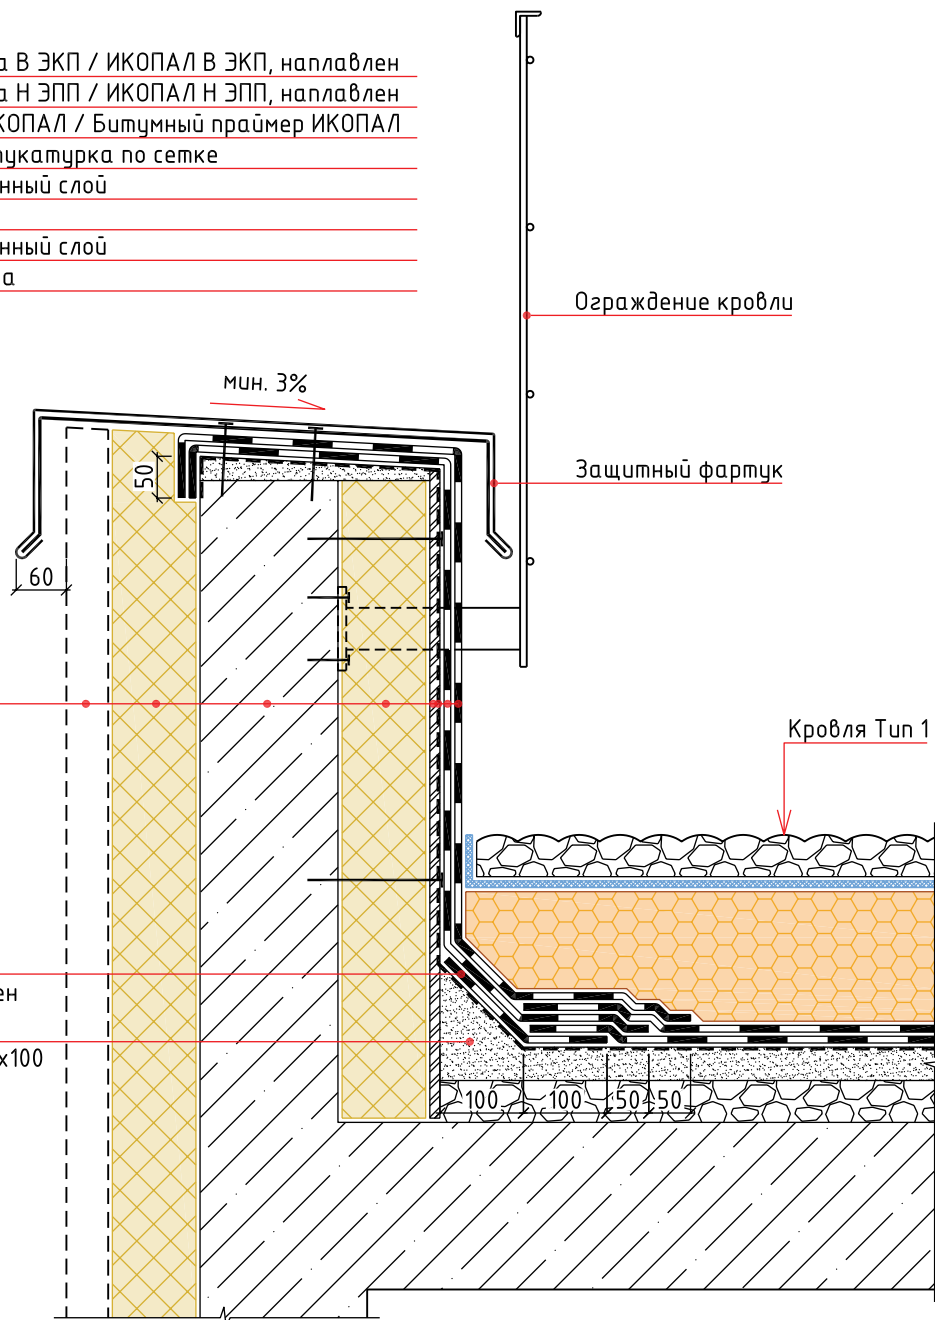 а В ЭКП / ИКОПАЛ В ЭКП, наплавлен
а Н ЭПП / ИКОПАЛ Н ЭПП, наплавлен
КОПАЛ / Битумный праймер ИКОПАЛ
тукатурка по сетке
нный слой
нный слой
а
Ограждение кровли
мин. 3%
Защитный фартук
50
60
Кровля Тип 1
ен
х100
100
100
50
50